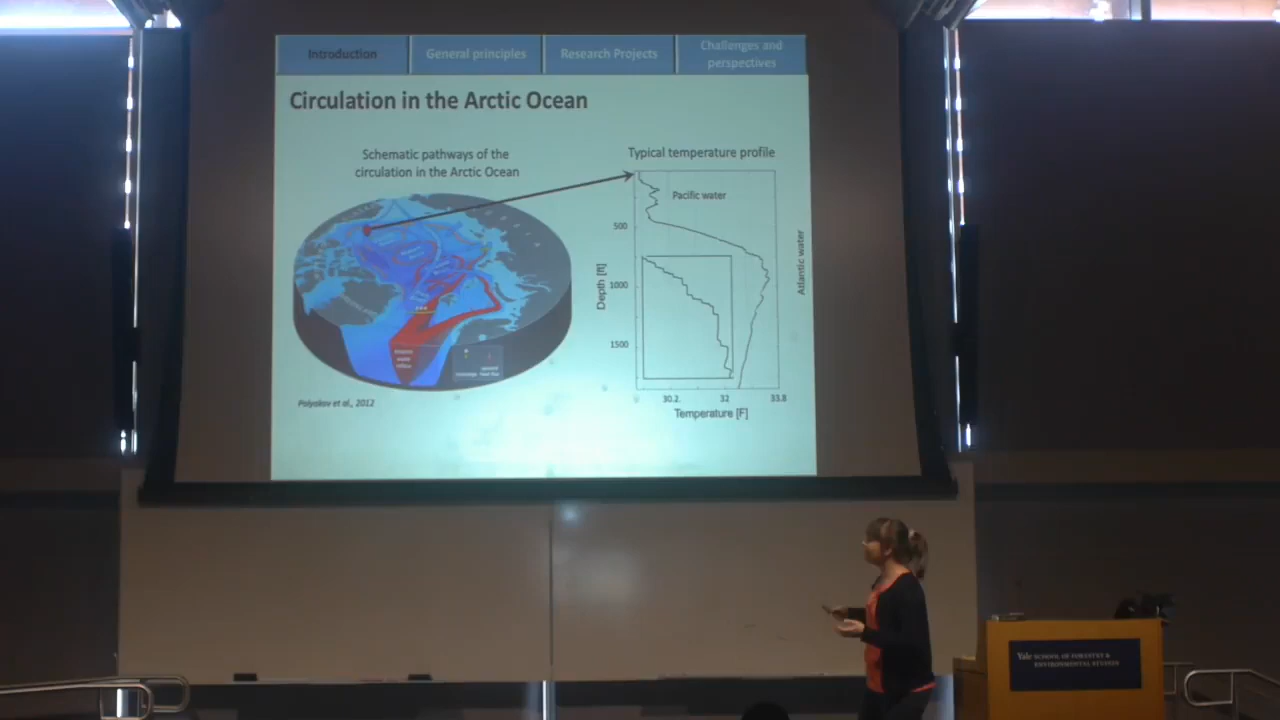 Introduction
General principles
Research Projects
Challenges and
perspectives
Circulation in the Arctic Ocean
Schematic pathways of the
circulation in the Arctic Ocean
Typical temperature profile
Pacific water
Atlantic water
Depth [ft]
500
1000
1500
30.2
32
33.8
Temperature [F]
Polyakov et al., 2012
Yale SCHOOL OF FORESTRY &
ENVIRONMENTAL STUDIES